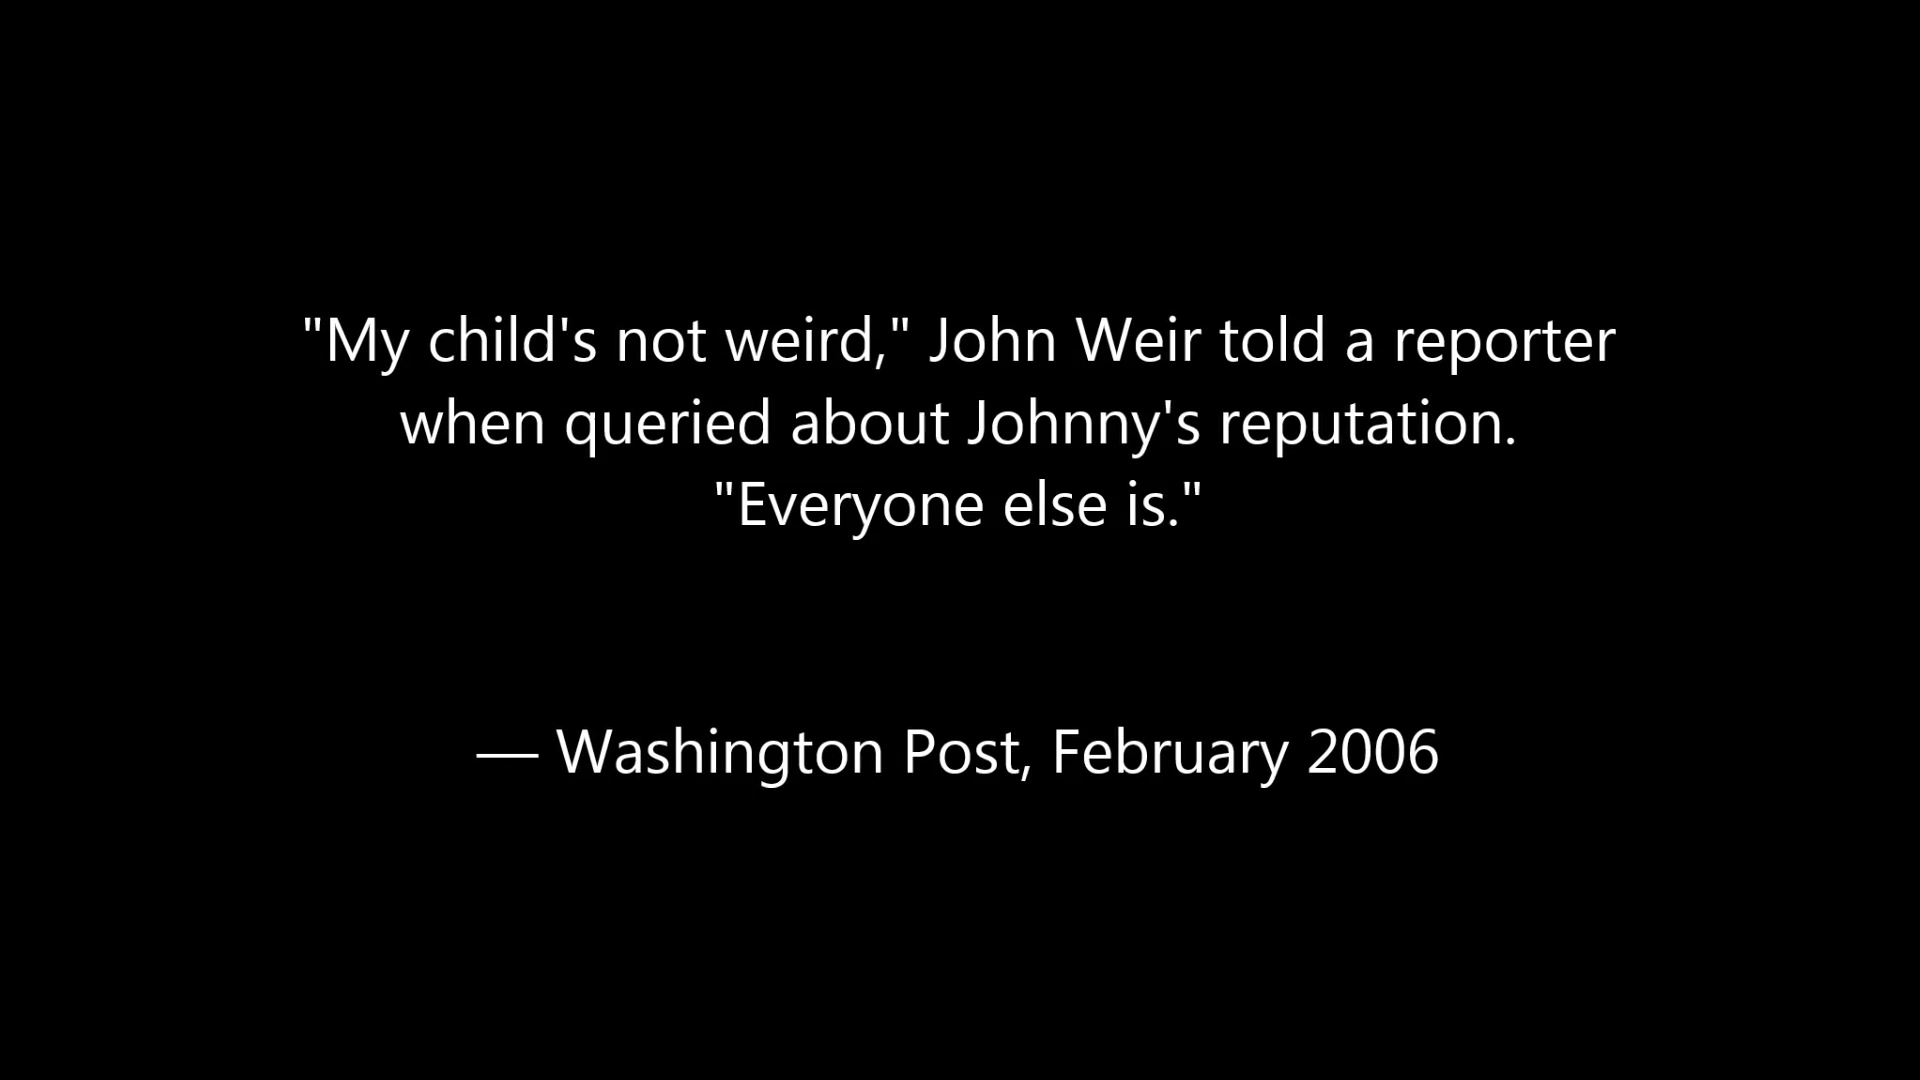 "My child's not weird," John Weir told a reporter
when queried about Johnny's reputation.
"Everyone else is."
— Washington Post, February 2006